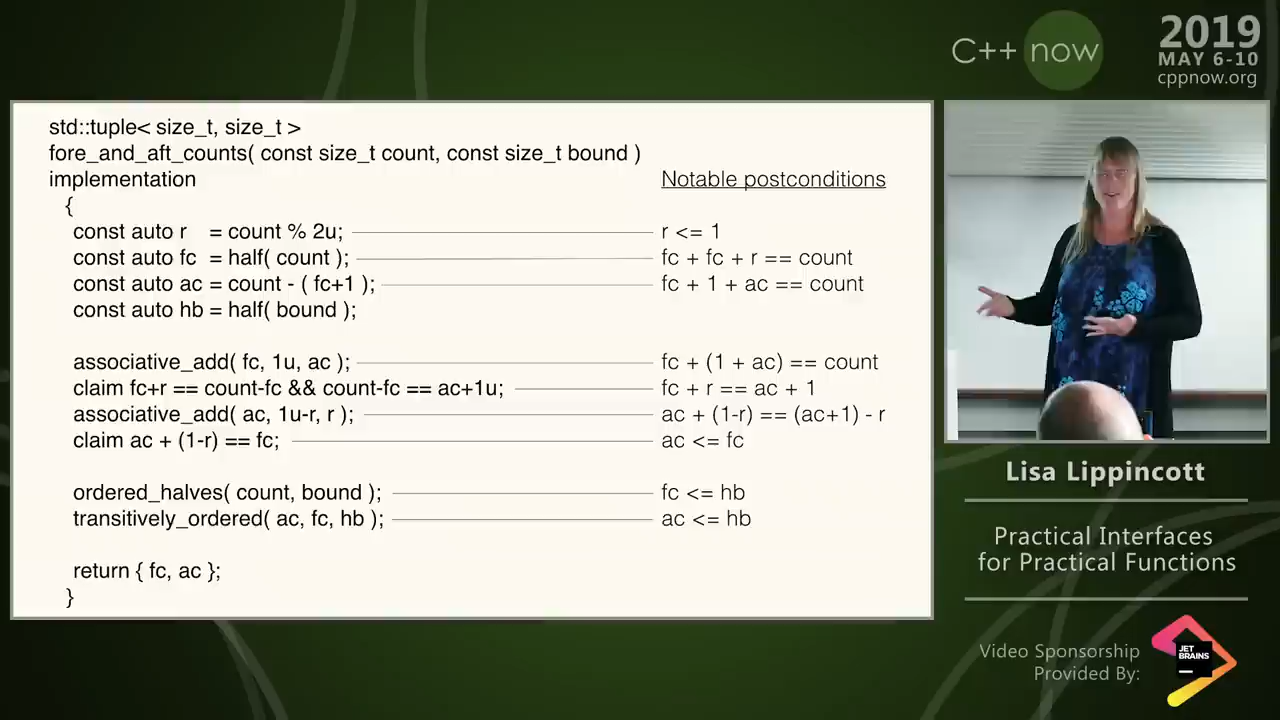 C++ now
2019
MAY 6-10
cppnow.org
std::tuple< size_t, size_t >
fore_and_aft_counts( const size_t count, const size_t bound )
implementation Notable postconditions
{
const auto r = count % 2u; r <= 1
const auto fc = half( count ); fc + fc + r == count
const auto ac = count - ( fc+1 ); fc + 1 + ac == count
const auto hb = half( bound );
associative_add( fc, 1u, ac ); fc + (1 + ac) == count
claim fc+r == count-fc && count-fc == ac+1u; fc + r == ac + 1
associative_add( ac, 1u-r, r ); ac + (1-r) == (ac+1) - r
claim ac + (1-r) == fc; ac <= fc
ordered_halves( count, bound ); fc <= hb
transitively_ordered( ac, fc, hb ); ac <= hb
return { fc, ac };
}
Lisa Lippincott
Practical Interfaces
for Practical Functions
Video Sponsorship
Provided By:
JET
BRAINS